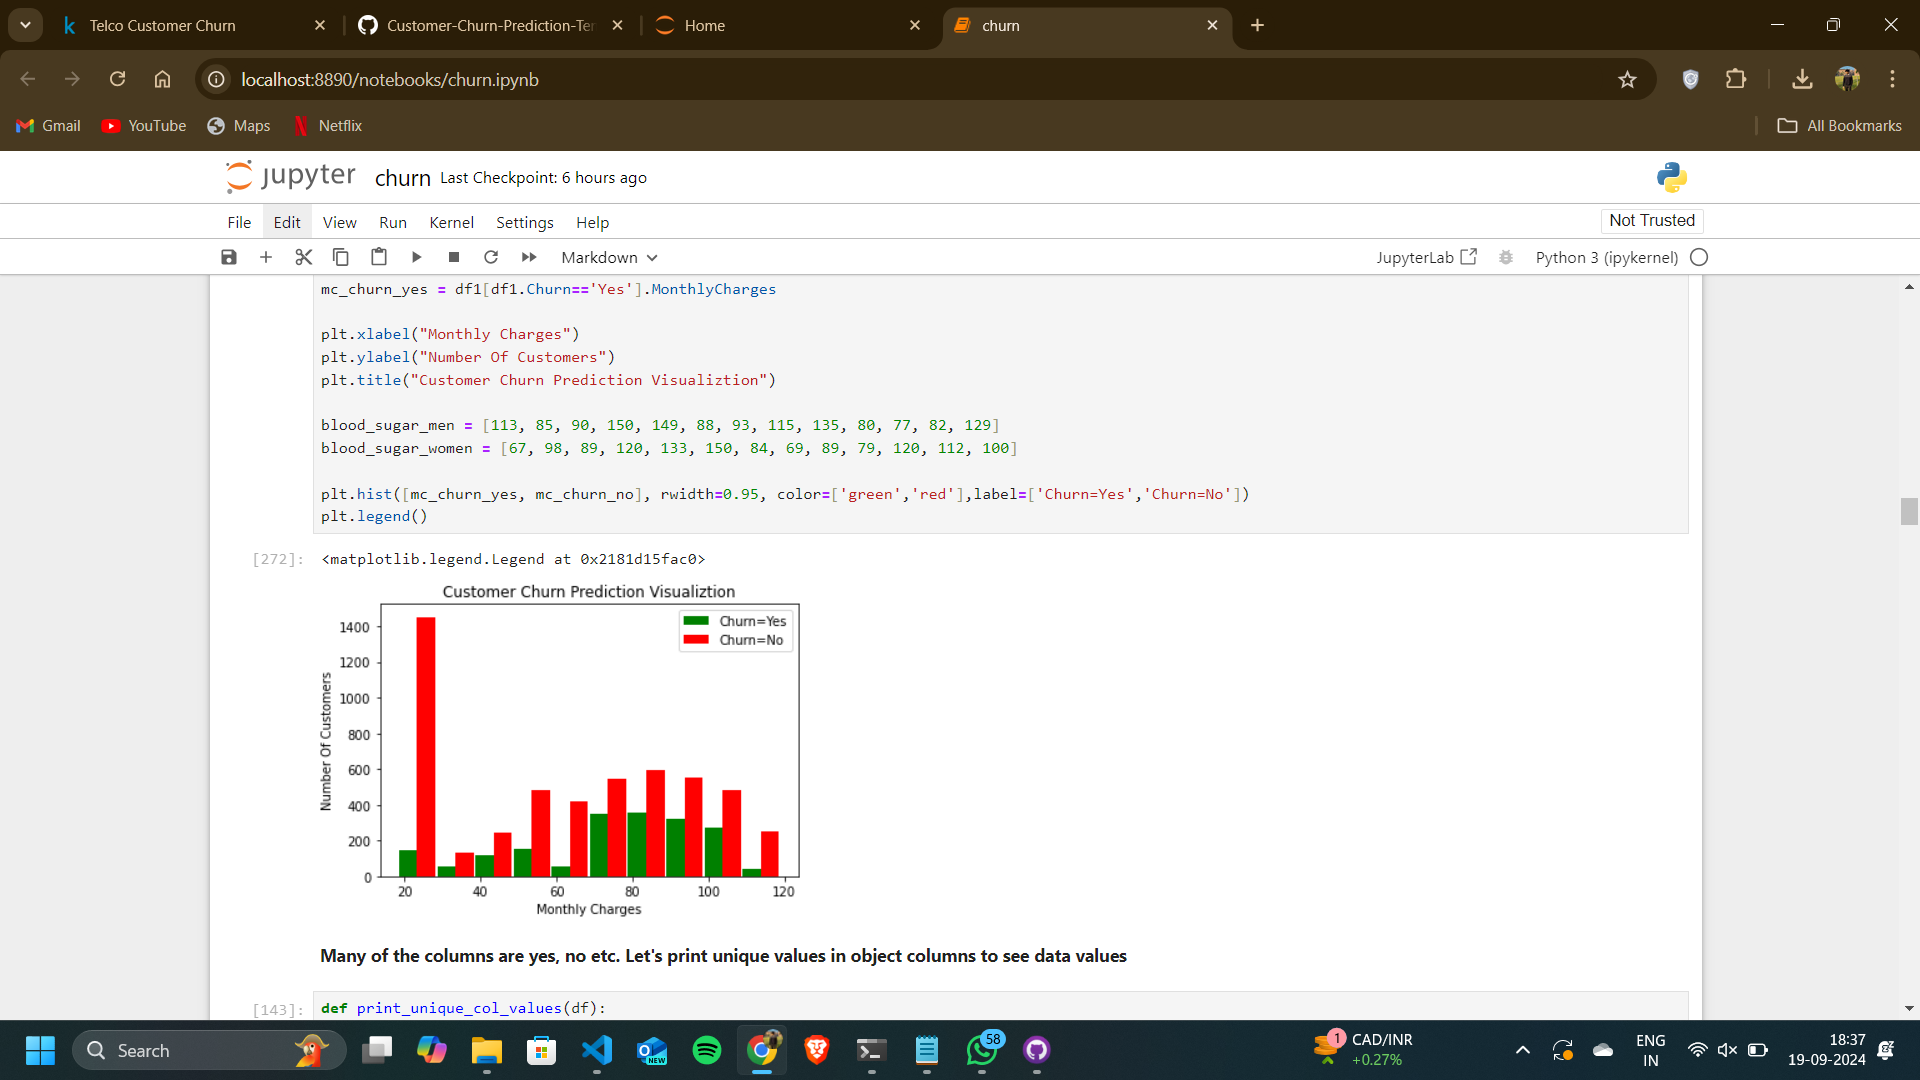 Telco Customer Churn
Customer-Churn-Prediction-Ter
Home
churn
localhost:8890/notebooks/churn.ipynb
Gmail
YouTube
Maps
Netflix
All Bookmarks
jupyter churn Last Checkpoint: 6 hours ago
File Edit View Run Kernel Settings Help
Not Trusted
Markdown
JupyterLab
Python 3 (ipykernel)
mc_churn_yes = df1[df1.Churn=='Yes'].MonthlyCharges
plt.xlabel("Monthly Charges")
plt.ylabel("Number Of Customers")
plt.title("Customer Churn Prediction Visualiztion")
blood_sugar_men = [113, 85, 90, 150, 149, 88, 93, 115, 135, 80, 77, 82, 129]
blood_sugar_women = [67, 98, 89, 120, 133, 150, 84, 69, 89, 79, 120, 112, 100]
plt.hist([mc_churn_yes, mc_churn_no], rwidth=0.95, color=['green','red'],label=['Churn=Yes','Churn=No'])
plt.legend()
[272]: <matplotlib.legend.Legend at 0x2181d15fac0>
Customer Churn Prediction Visualiztion
Churn=Yes
Churn=No
1400
1200
1000
800
600
400
200
0
Number Of Customers
20 40 60 80 100 120
Monthly Charges
Many of the columns are yes, no etc. Let's print unique values in object columns to see data values
[143]: def print_unique_col_values(df):
Search
NEW
58
1
CAD/INR
+0.27%
ENG
IN
18:37
19-09-2024